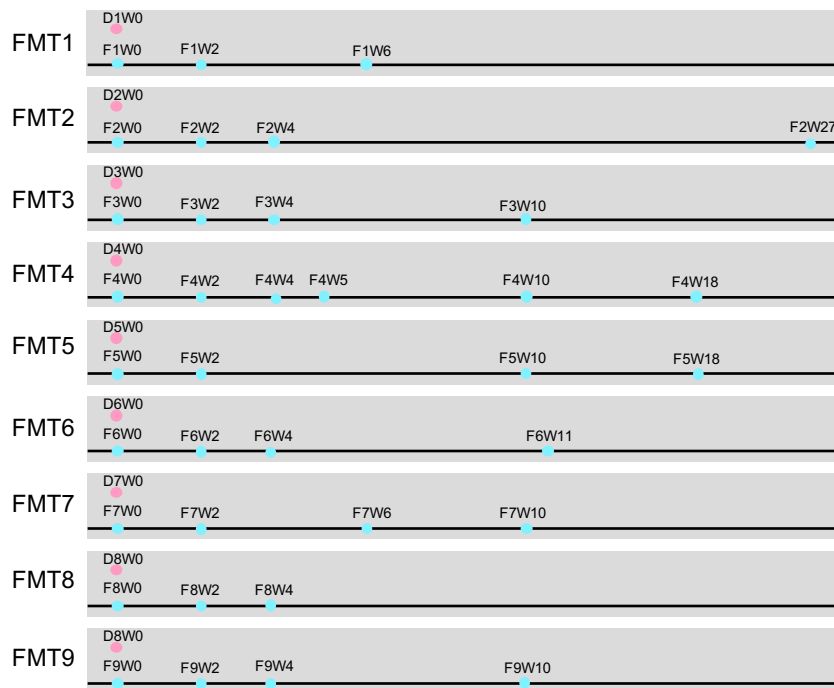 D1W0
FMT1
F1W0 F1W2 F1W6
D2W0
FMT2
F2W0 F2W2 F2W4 F2W27
D3W0
FMT3
F3W0 F3W2 F3W4 F3W10
D4W0
FMT4
F4W0 F4W2 F4W4 F4W5 F4W10 F4W18
D5W0
FMT5
F5W0 F5W2 F5W10 F5W18
D6W0
FMT6
F6W0 F6W2 F6W4 F6W11
D7W0
FMT7
F7W0 F7W2 F7W6 F7W10
D8W0
FMT8
F8W0 F8W2 F8W4
D8W0
FMT9
F9W0 F9W2 F9W4 F9W10